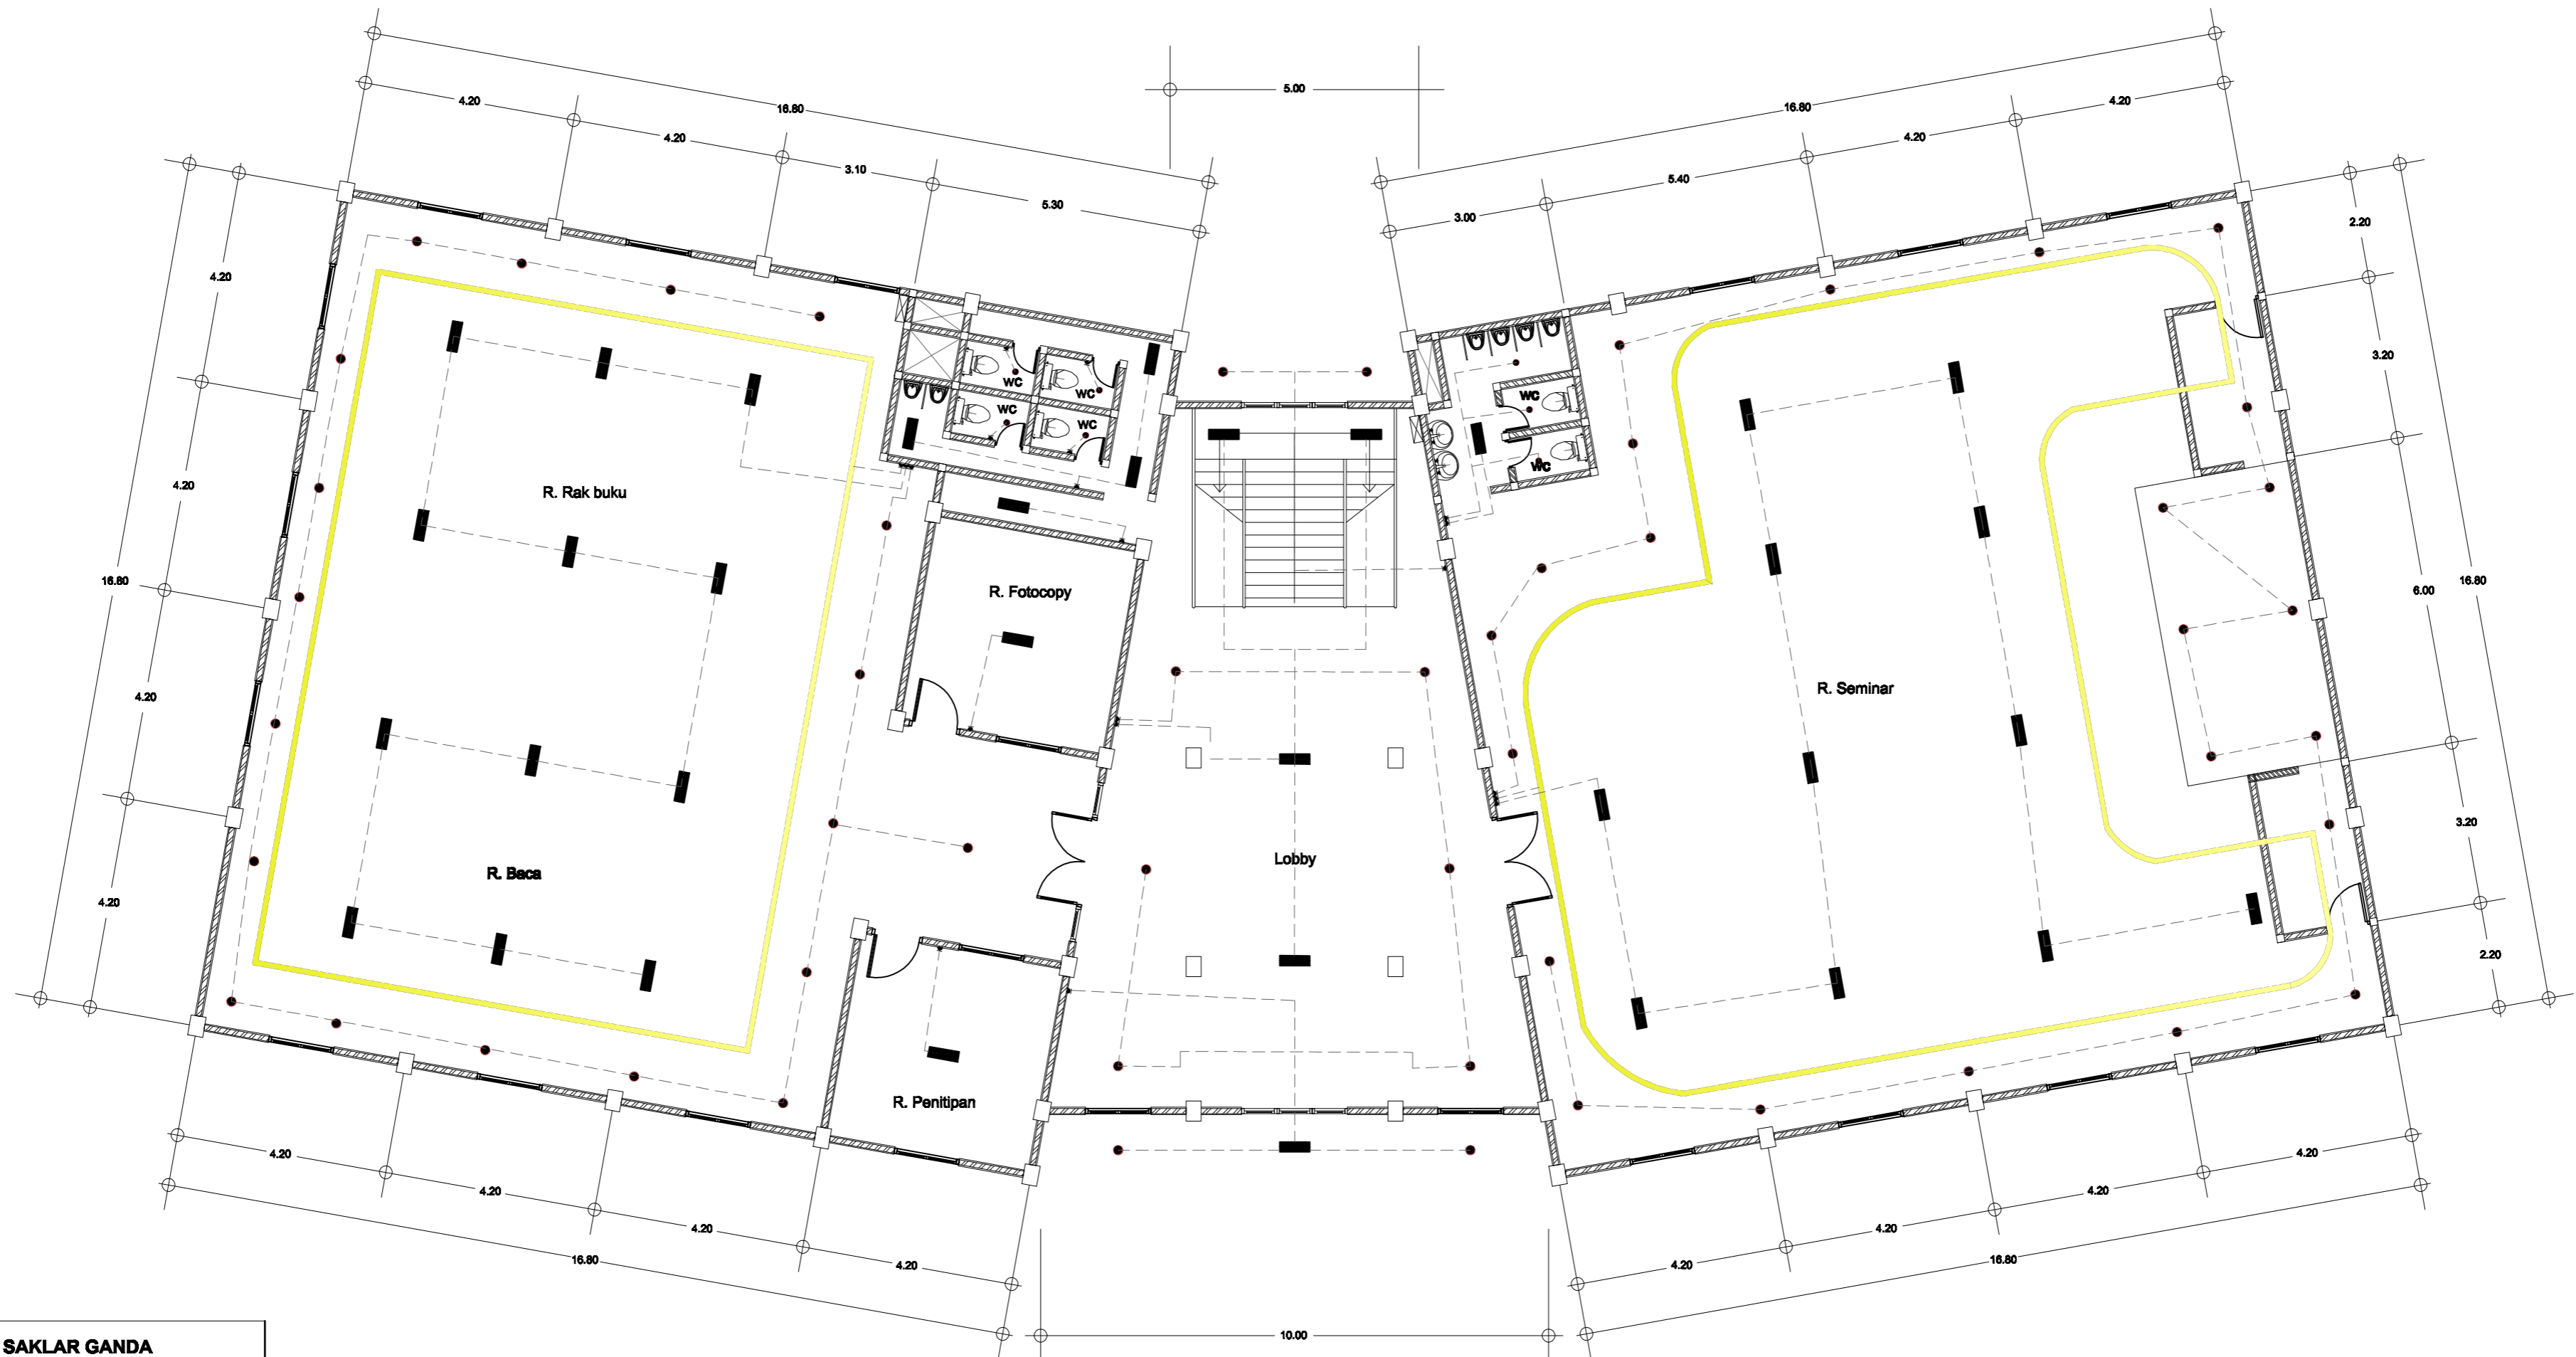 5.00
16.80
4.20
4.20
3.10
5.30
16.80
4.20
4.20
5.40
3.00
2.20
3.20
6.00
16.80
3.20
2.20
4.20
4.20
16.80
4.20
4.20
WC
WC
WC
WC
WC
WC
R. Rak buku
R. Fotocopy
R. Seminar
Lobby
R. Baca
R. Penitipan
4.20
4.20
4.20
4.20
16.80
10.00
4.20
4.20
4.20
4.20
16.80
SAKLAR GANDA